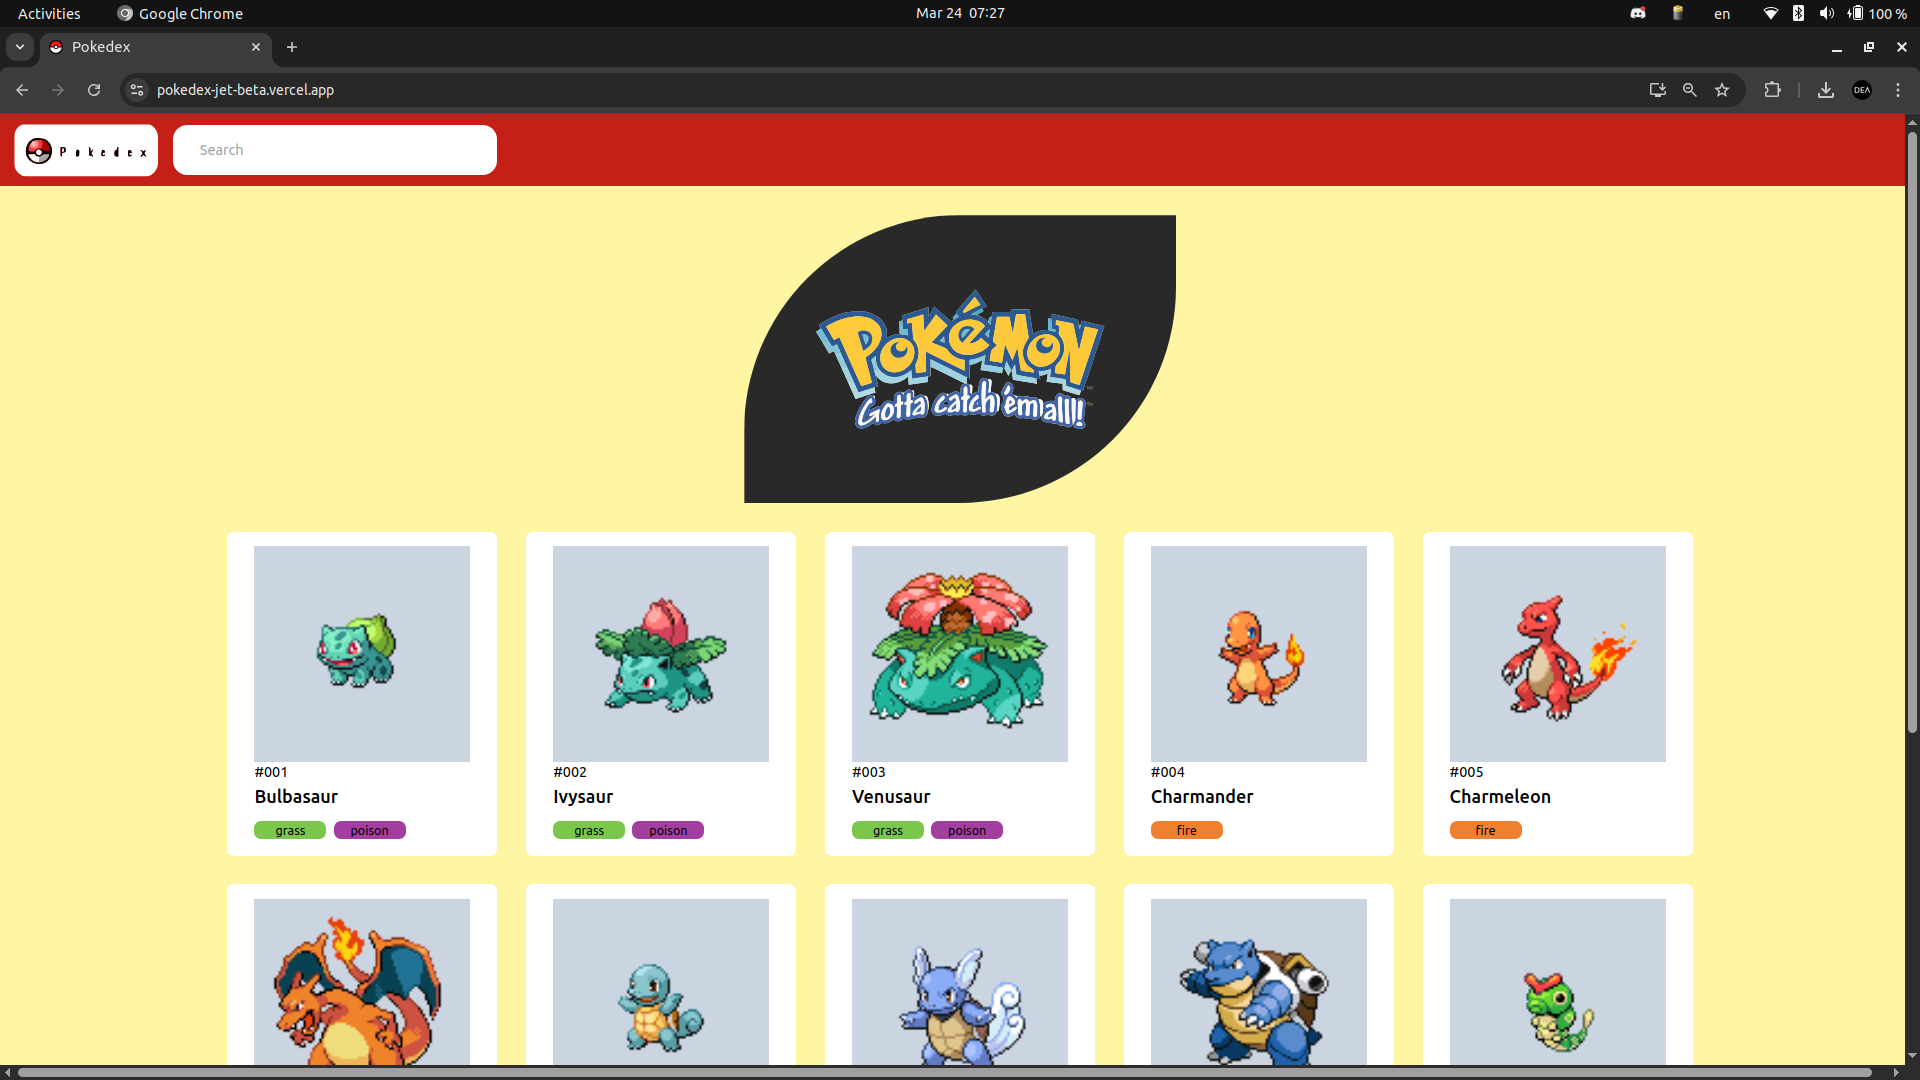 Activities
Google Chrome
Mar 24 07:27
en
100 %
Pokedex
pokedex-jet-beta.vercel.app
DEA
Pokedex
Search
POKéMON
Gotta catch 'em all!!
#001
Bulbasaur
grass poison
#002
Ivysaur
grass poison
#003
Venusaur
grass poison
#004
Charmander
fire
#005
Charmeleon
fire